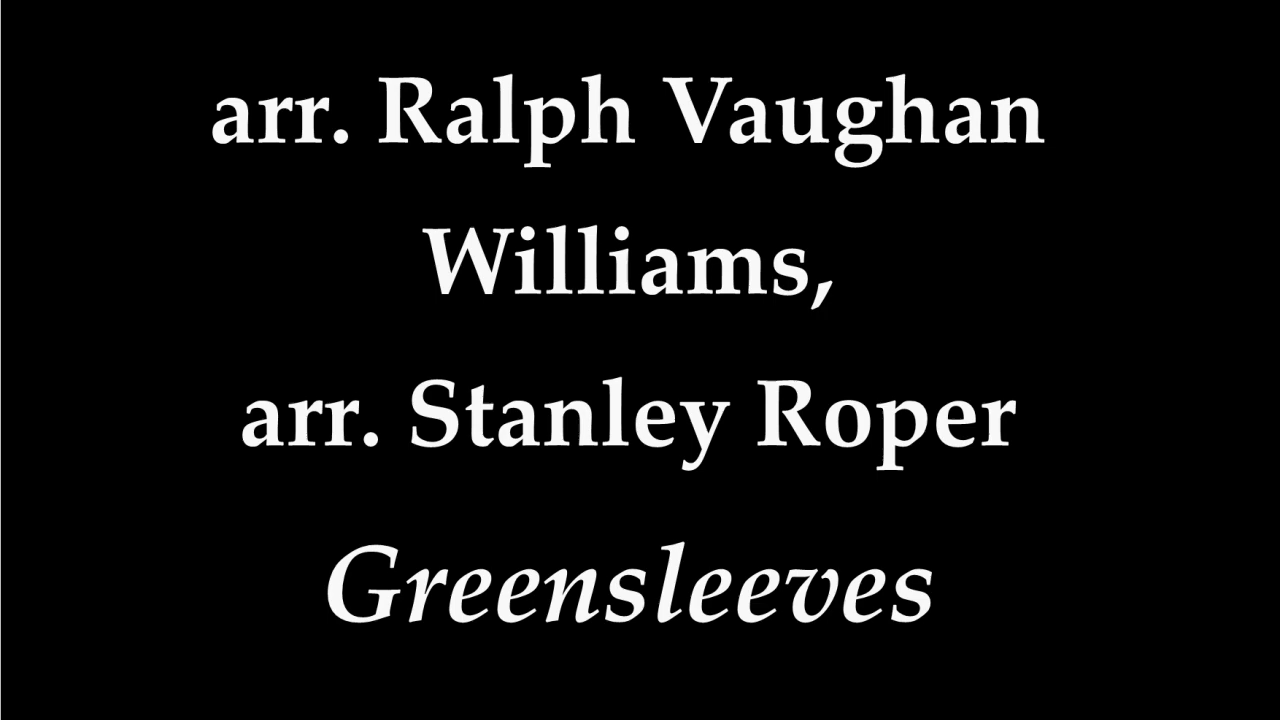 arr. Ralph Vaughan
Williams,
arr. Stanley Roper
Greensleeves